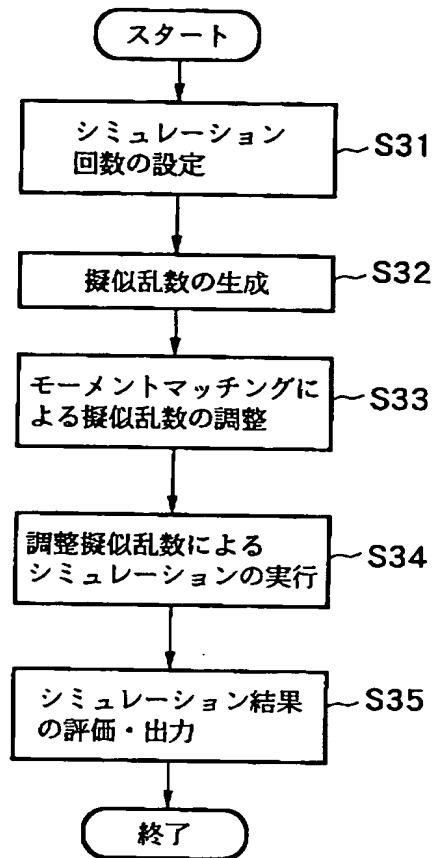 スタート
シミュレーション
回数の設定
S31
擬似乱数の生成
S32
モーメントマッチングに
よる擬似乱数の調整
S33
調整擬似乱数による
シミュレーションの実行
S34
シミュレーション結果
の評価・出力
S35
終了